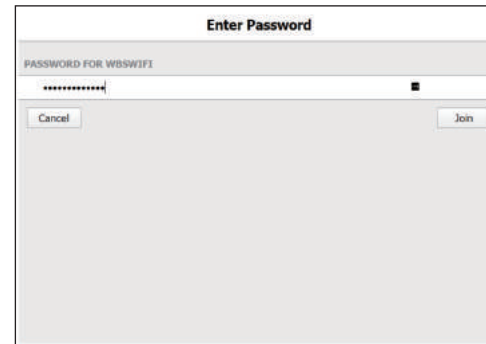 Enter Password
PASSWORD FOR WBSWIFI
•••••••••••••
Cancel Join